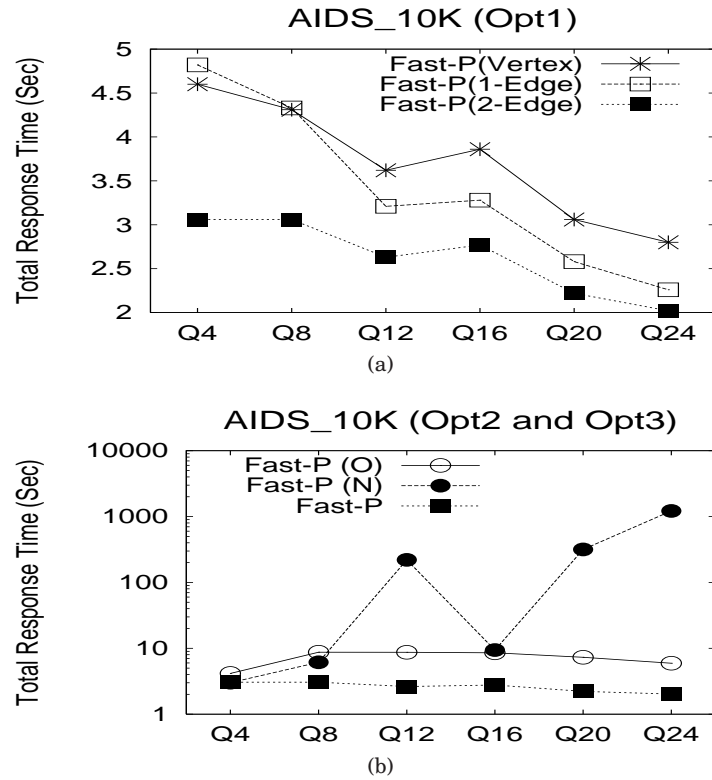 AIDS_10K (Opt1)
Total Response Time (Sec)
5
4.5
4
3.5
3
2.5
2
Fast-P(Vertex)
Fast-P(1-Edge)
Fast-P(2-Edge)
Q4 Q8 Q12 Q16 Q20 Q24
(a)
AIDS_10K (Opt2 and Opt3)
Total Response Time (Sec)
10000
1000
100
10
1
Fast-P (O)
Fast-P (N)
Fast-P
Q4 Q8 Q12 Q16 Q20 Q24
(b)